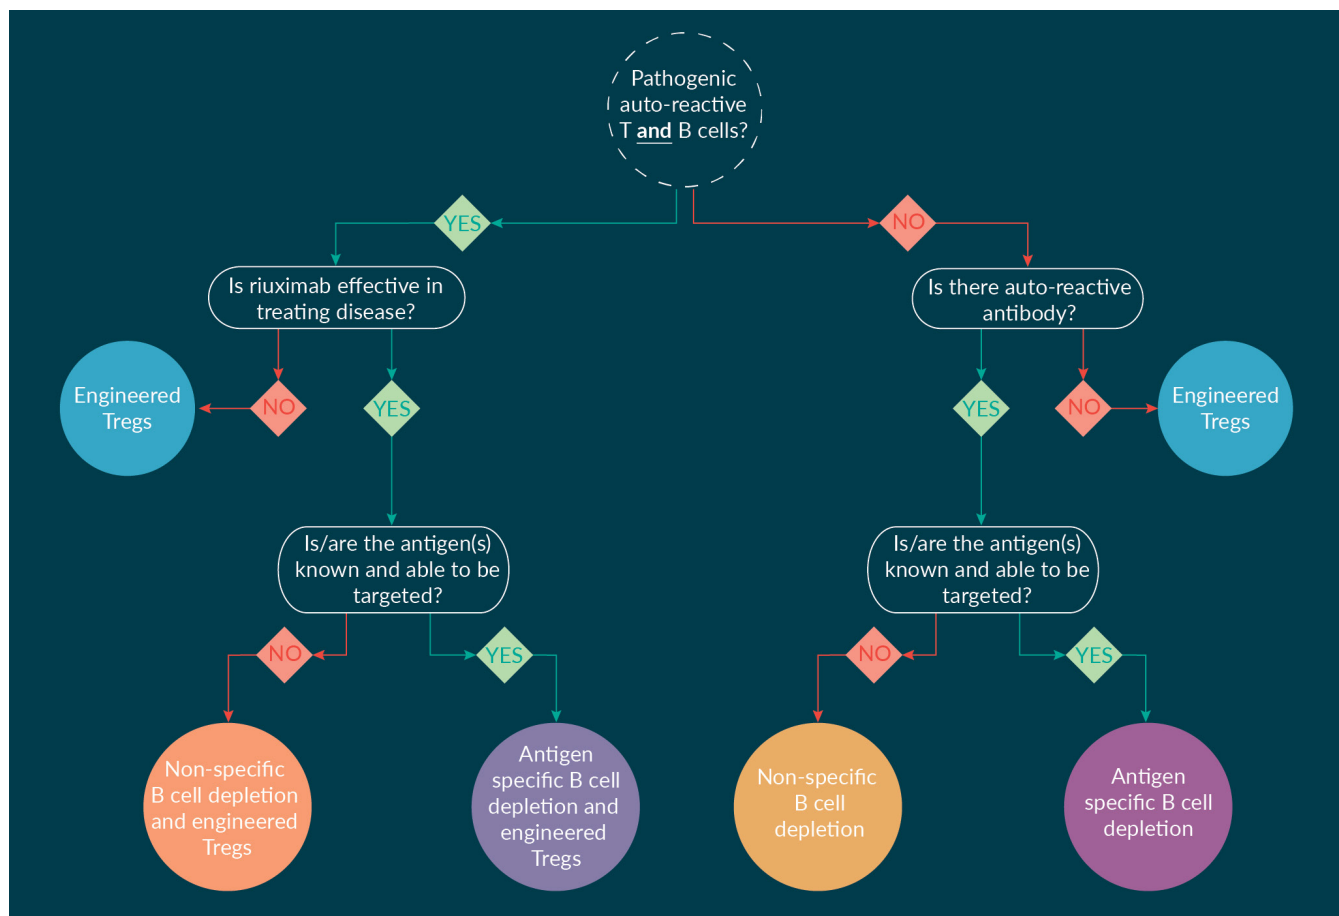 Pathogenic
auto-reactive
T and B cells?
YES
NO
Is riuximab effective in
treating disease?
Is there auto-reactive
antibody?
Engineered
Tregs
NO
YES
YES
NO
Engineered
Tregs
Is/are the antigen(s)
known and able to be
targeted?
Is/are the antigen(s)
known and able to be
targeted?
NO
YES
NO
YES
Non-specific
B cell depletion
and engineered
Tregs
Antigen
specific B cell
depletion and
engineered
Tregs
Non-specific
B cell
depletion
Antigen
specific B cell
depletion